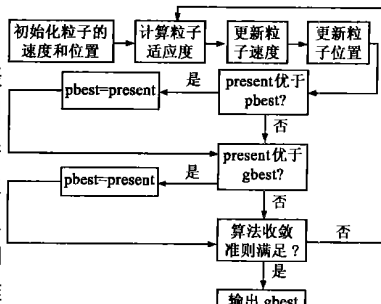 初始化粒子的
速度和位置
计算粒子
适应度
更新粒
子速度
更新粒
子位置
pbest=present
是
present优于
pbest?
否
present优于
gbest?
pbest=present
是
否
算法收敛
准则满足?
否
是
输出 gbest